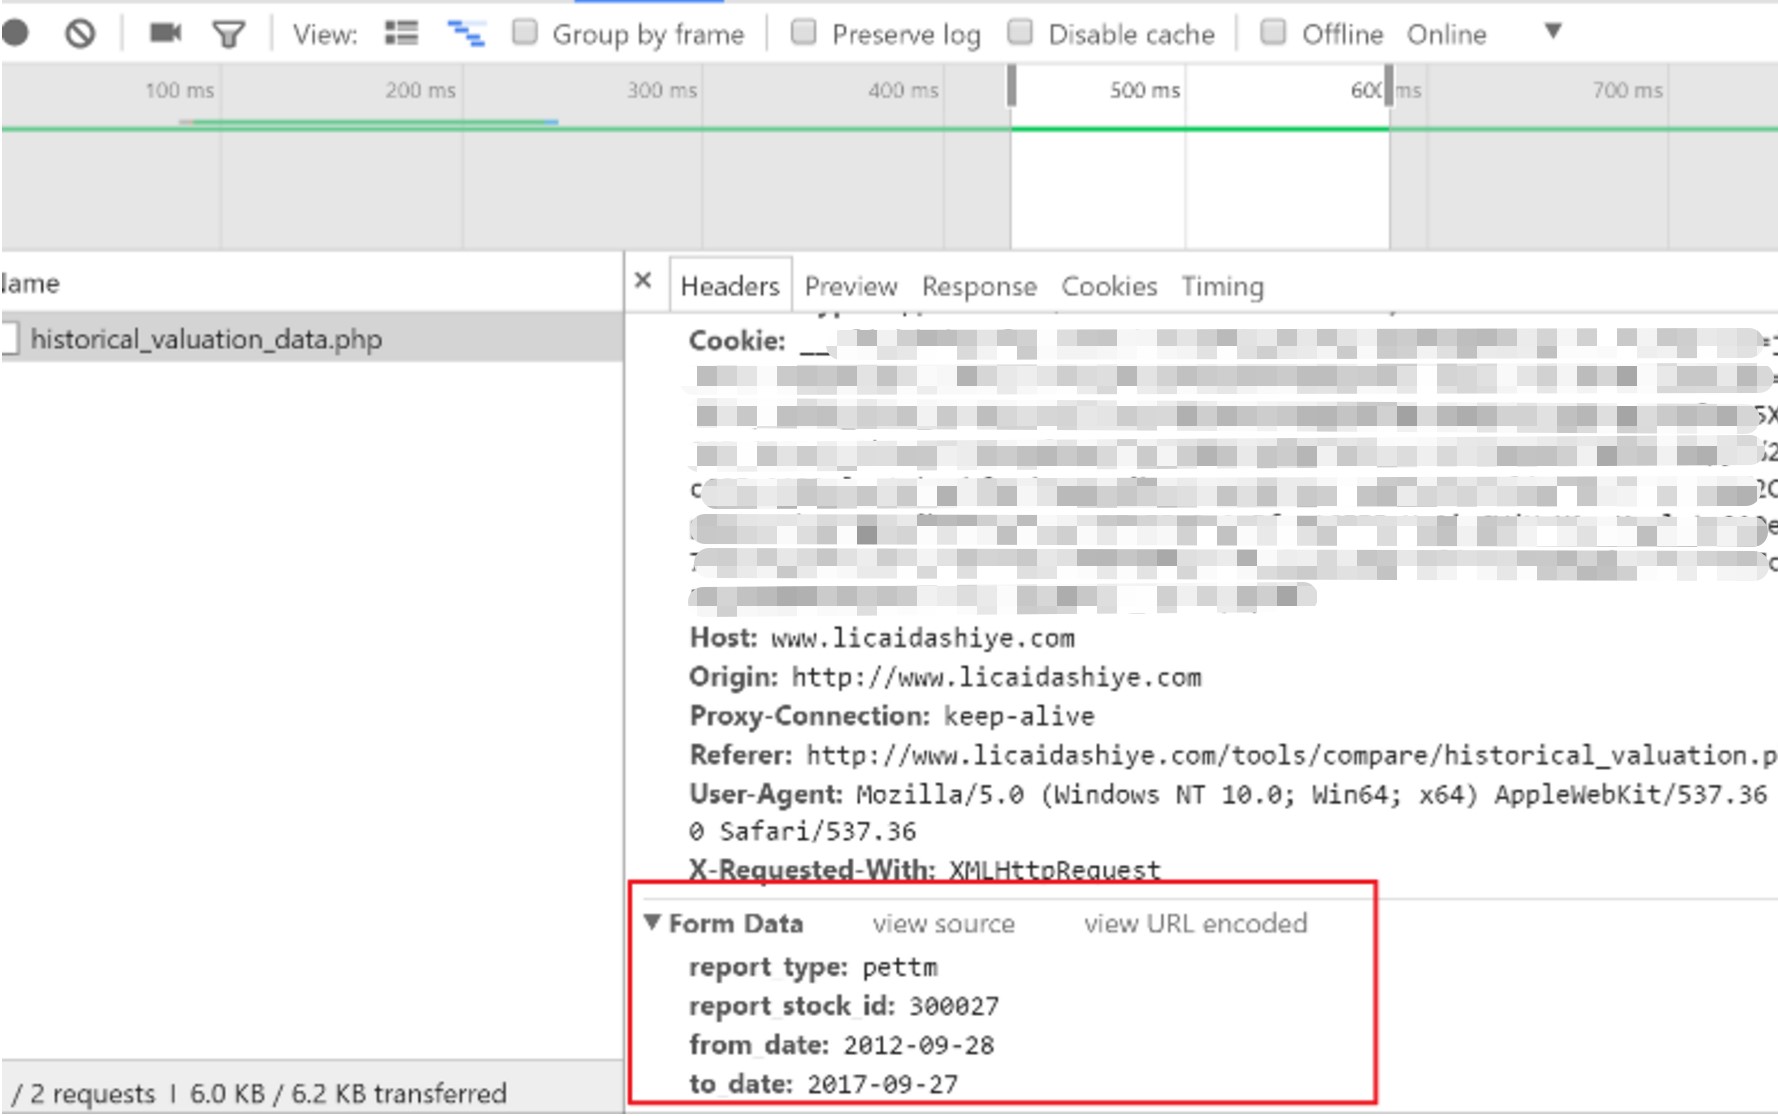 View: Group by frame Preserve log Disable cache Offline Online
100 ms 200 ms 300 ms 400 ms 500 ms 600 ms 700 ms
historical_valuation_data.php
× Headers Preview Response Cookies Timing
Cookie:
Host: www.licaidashiye.com
Origin: http://www.licaidashiye.com
Proxy-Connection: keep-alive
Referer: http://www.licaidashiye.com/tools/compare/historical_valuation.p
User-Agent: Mozilla/5.0 (Windows NT 10.0; Win64; x64) AppleWebKit/537.36
0 Safari/537.36
X-Requested-With: XMLHttpRequest
Form Data view source view URL encoded
report_type: pettm
report_stock_id: 300027
from_date: 2012-09-28
to_date: 2017-09-27
/ 2 requests | 6.0 KB / 6.2 KB transferred